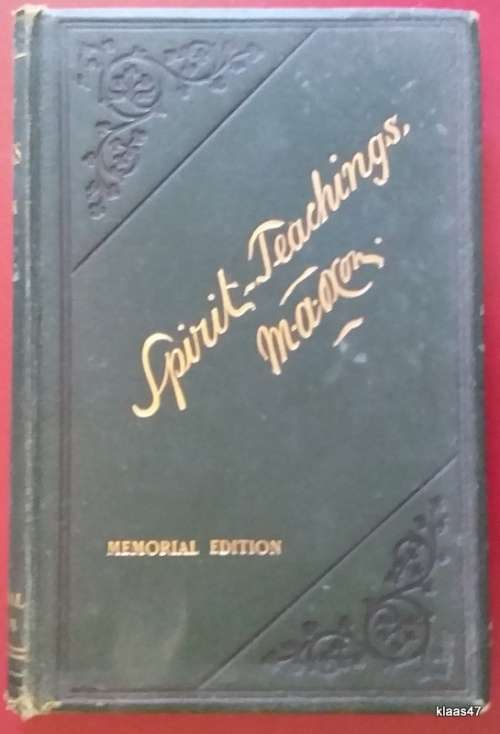 Spirit-Teachings.
M.A.Oxon.
MEMORIAL EDITION
klaas47